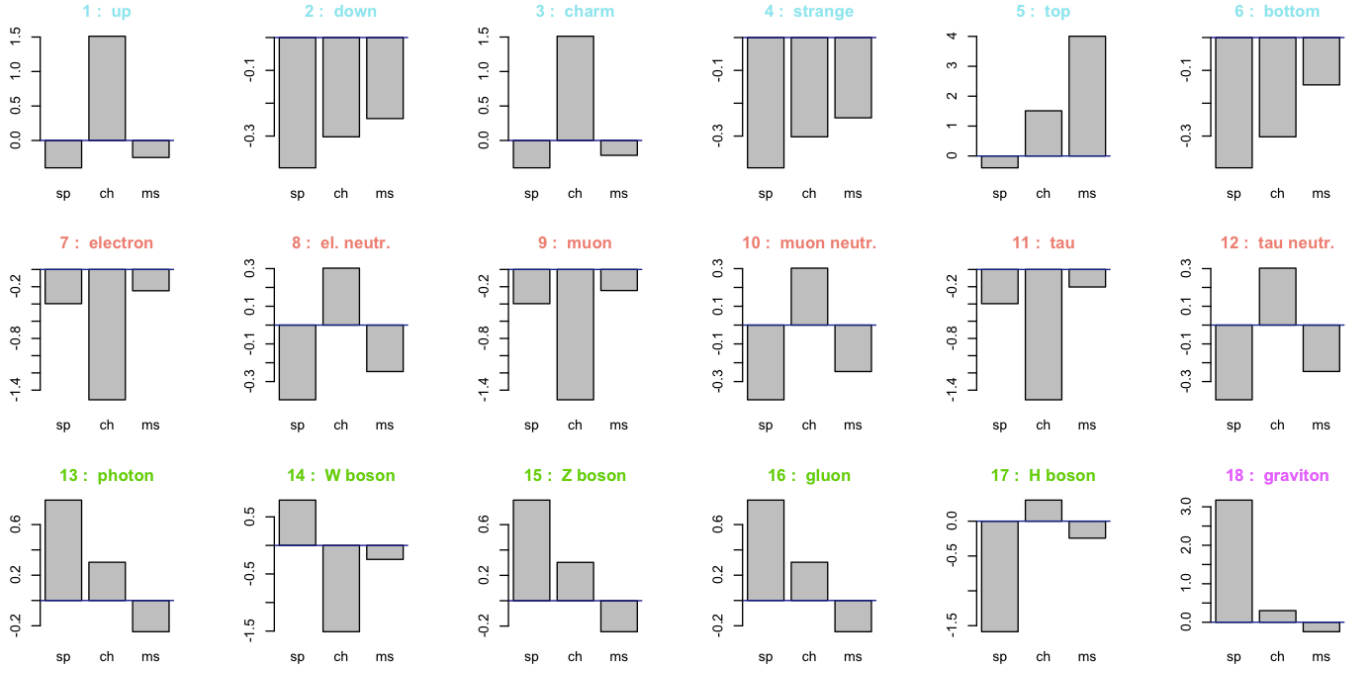 1 : up
2 : down
3 : charm
4 : strange
5 : top
6 : bottom
1.5
1.0
0.5
0.0
sp ch ms
-0.1
-0.3
sp ch ms
1.5
1.0
0.5
0.0
sp ch ms
-0.1
-0.3
sp ch ms
4
3
2
1
0
sp ch ms
-0.1
-0.3
sp ch ms
7 : electron
8 : el. neutr.
9 : muon
10 : muon neutr.
11 : tau
12 : tau neutr.
-0.2
-0.8
-1.4
sp ch ms
0.3
0.1
-0.1
-0.3
sp ch ms
-0.2
-0.8
-1.4
sp ch ms
0.3
0.1
-0.1
-0.3
sp ch ms
-0.2
-0.8
-1.4
sp ch ms
0.3
0.1
-0.1
-0.3
sp ch ms
13 : photon
14 : W boson
15 : Z boson
16 : gluon
17 : H boson
18 : graviton
0.6
0.2
-0.2
sp ch ms
0.5
-0.5
-1.5
sp ch ms
0.6
0.2
-0.2
sp ch ms
0.6
0.2
-0.2
sp ch ms
0.0
-0.5
-1.5
sp ch ms
3.0
2.0
1.0
0.0
sp ch ms